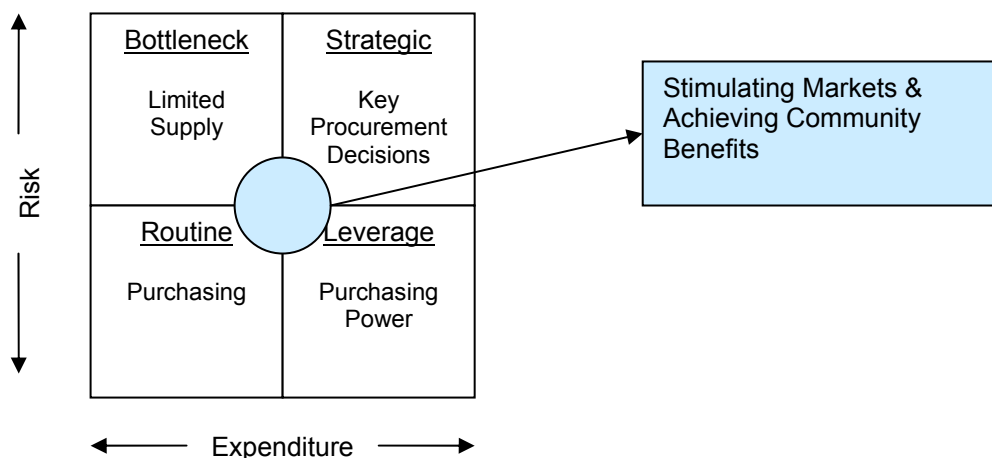 Bottleneck
Limited
Supply
Strategic
Key
Procurement
Decisions
Stimulating Markets &
Achieving Community
Benefits
Risk
Routine
Purchasing
Leverage
Purchasing
Power
Expenditure